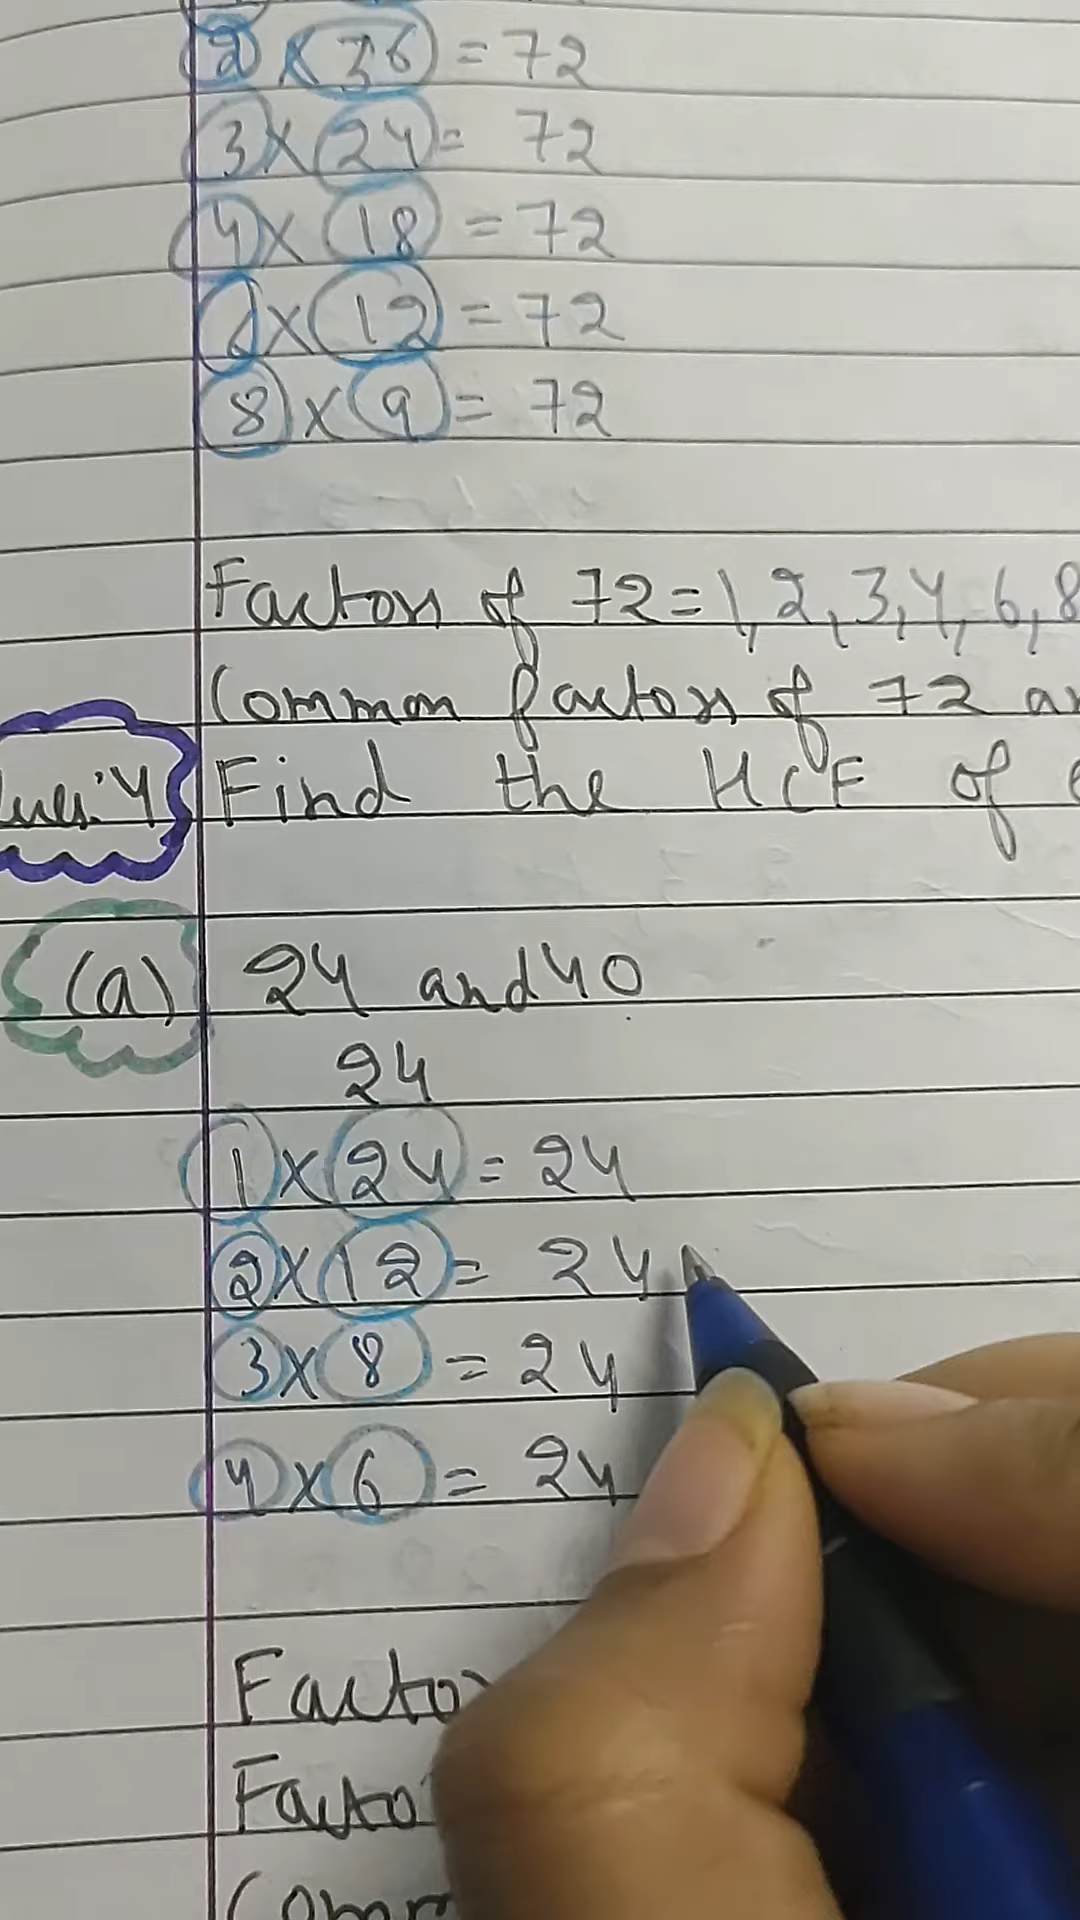 2 × 36 = 72
3 × 24 = 72
4 × 18 = 72
6 × 12 = 72
8 × 9 = 72
Factors of 72 = 1, 2, 3, 4, 6, 8
Common factors of 72
Ques: 4 Find the HCF of
(a) 24 and 40
24
1 × 24 = 24
2 × 12 = 24
3 × 8 = 24
4 × 6 = 24